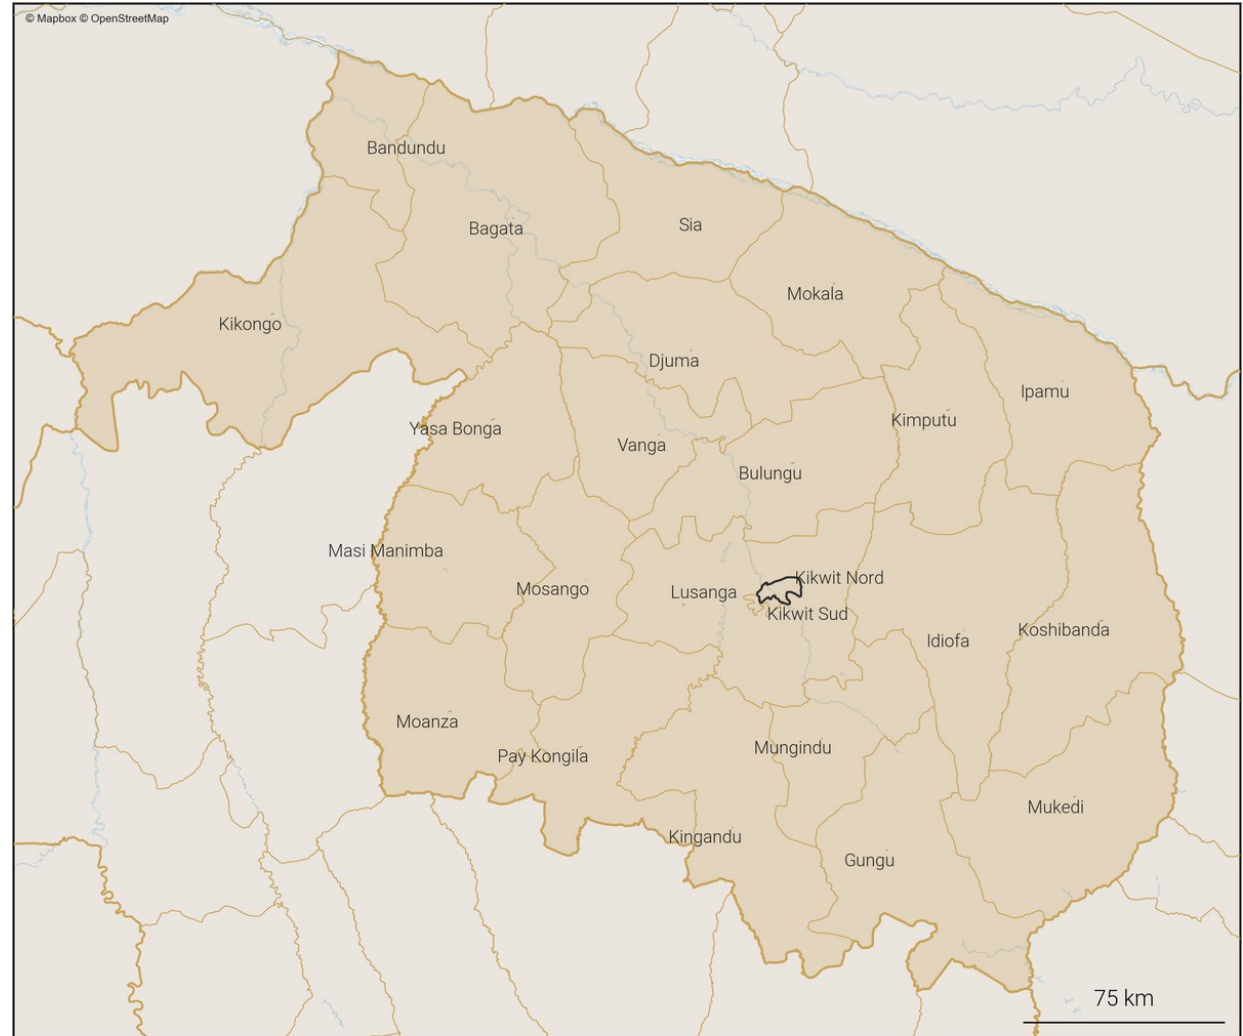 © Mapbox © OpenStreetMap
Bandundu
Bagata
Sia
Mokala
Kikongo
Djuma
Ipamu
Kimputu
Yasa Bonga
Vanga
Bulungu
Masi Manimba
Kikwit Nord
Mosango
Lusanga
Kikwit Sud
Koshibanda
Idiofa
Moanza
Mungindu
Pay Kongila
Mukedi
Kingandu
Gungu
75 km